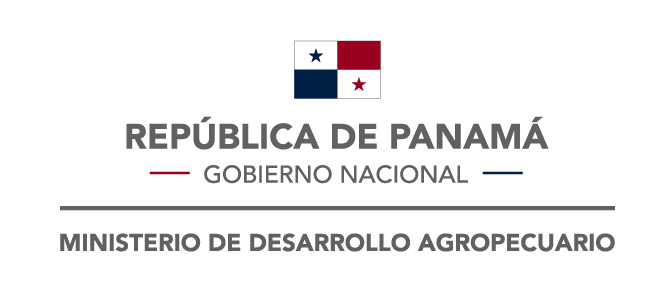 REPÚBLICA DE PANAMÁ
GOBIERNO NACIONAL
MINISTERIO DE DESARROLLO AGROPECUARIO